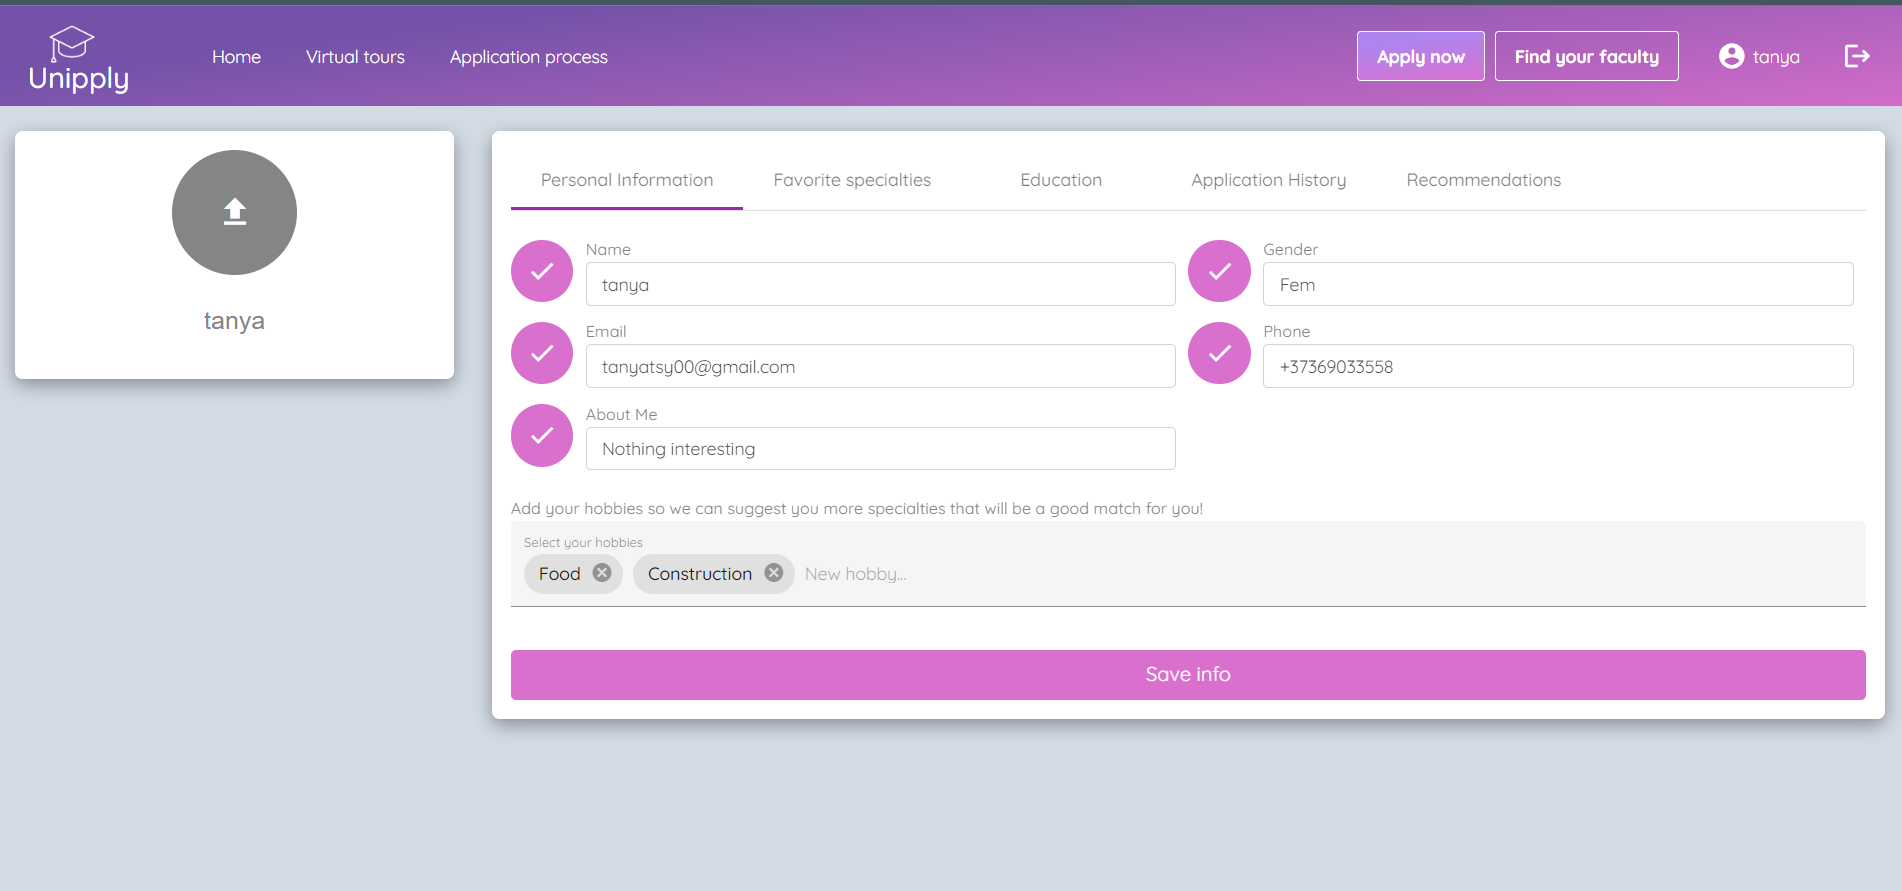 Unipply
Home Virtual tours Application process
Apply now Find your faculty tanya
tanya
Personal Information Favorite specialties Education Application History Recommendations
Name Gender
tanya Fem
Email Phone
tanyatsy00@gmail.com +37369033558
About Me
Nothing interesting
Add your hobbies so we can suggest you more specialties that will be a good match for you!
Select your hobbies
Food Construction New hobby...
Save info